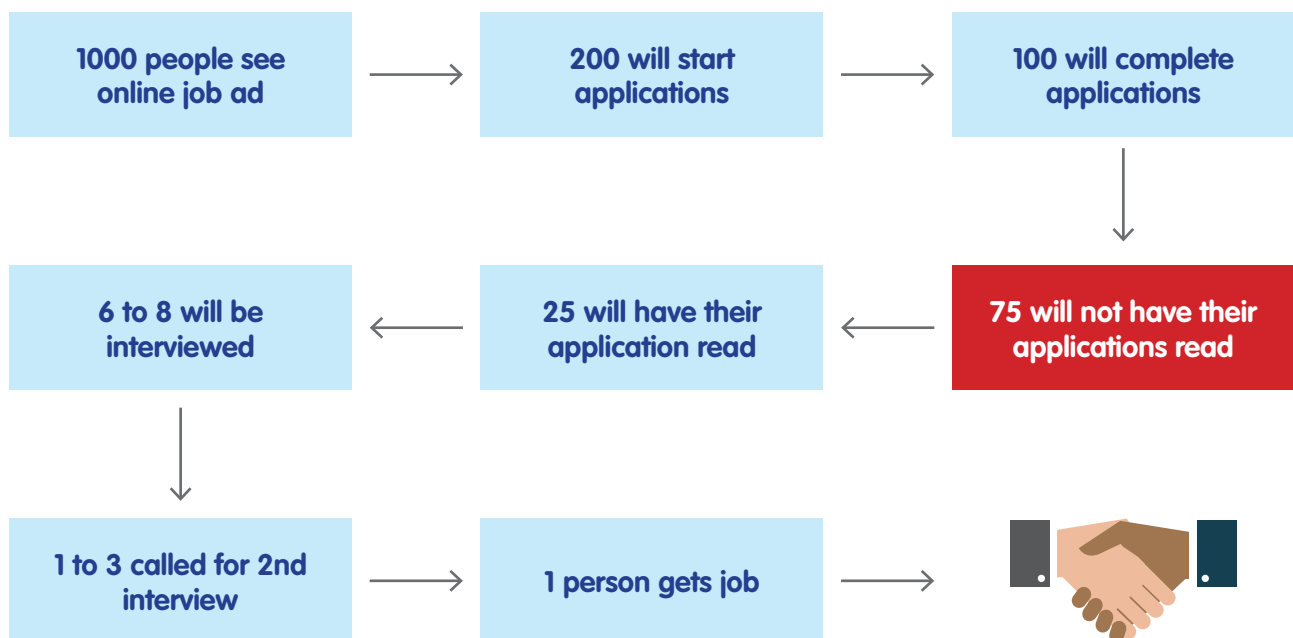 1000 people see
online job ad
200 will start
applications
100 will complete
applications
75 will not have their
applications read
25 will have their
application read
6 to 8 will be
interviewed
1 to 3 called for 2nd
interview
1 person gets job